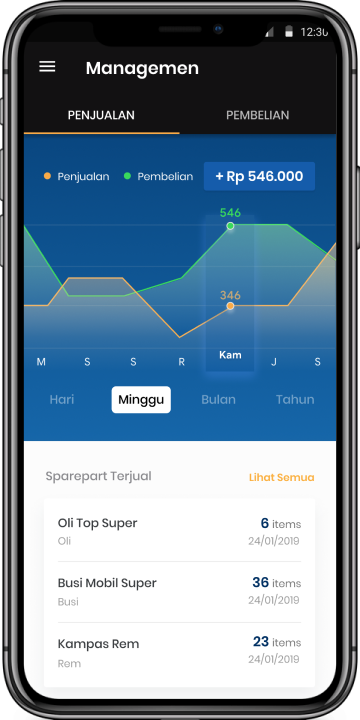 12:30
Managemen
PENJUALAN PEMBELIAN
Penjualan Pembelian + Rp 546.000
546
346
M S S R Kam J S
Hari Minggu Bulan Tahun
Sparepart Terjual Lihat Semua
Oli Top Super 6 items
Oli 24/01/2019
Busi Mobil Super 36 items
Busi 24/01/2019
Kampas Rem 23 items
Rem 24/01/2019